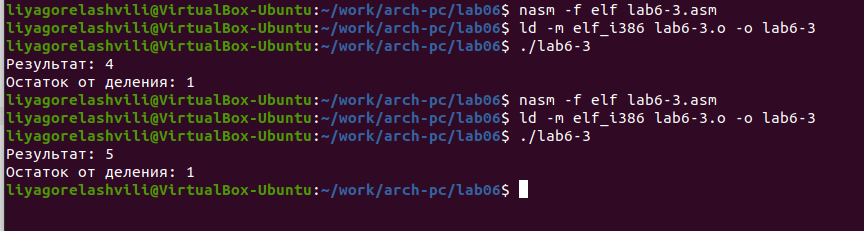 liyagorelashvili@VirtualBox-Ubuntu:~/work/arch-pc/lab06$ nasm -f elf lab6-3.asm
liyagorelashvili@VirtualBox-Ubuntu:~/work/arch-pc/lab06$ ld -m elf_i386 lab6-3.o -o lab6-3
liyagorelashvili@VirtualBox-Ubuntu:~/work/arch-pc/lab06$ ./lab6-3
Результат: 4
Остаток от деления: 1
liyagorelashvili@VirtualBox-Ubuntu:~/work/arch-pc/lab06$ nasm -f elf lab6-3.asm
liyagorelashvili@VirtualBox-Ubuntu:~/work/arch-pc/lab06$ ld -m elf_i386 lab6-3.o -o lab6-3
liyagorelashvili@VirtualBox-Ubuntu:~/work/arch-pc/lab06$ ./lab6-3
Результат: 5
Остаток от деления: 1
liyagorelashvili@VirtualBox-Ubuntu:~/work/arch-pc/lab06$